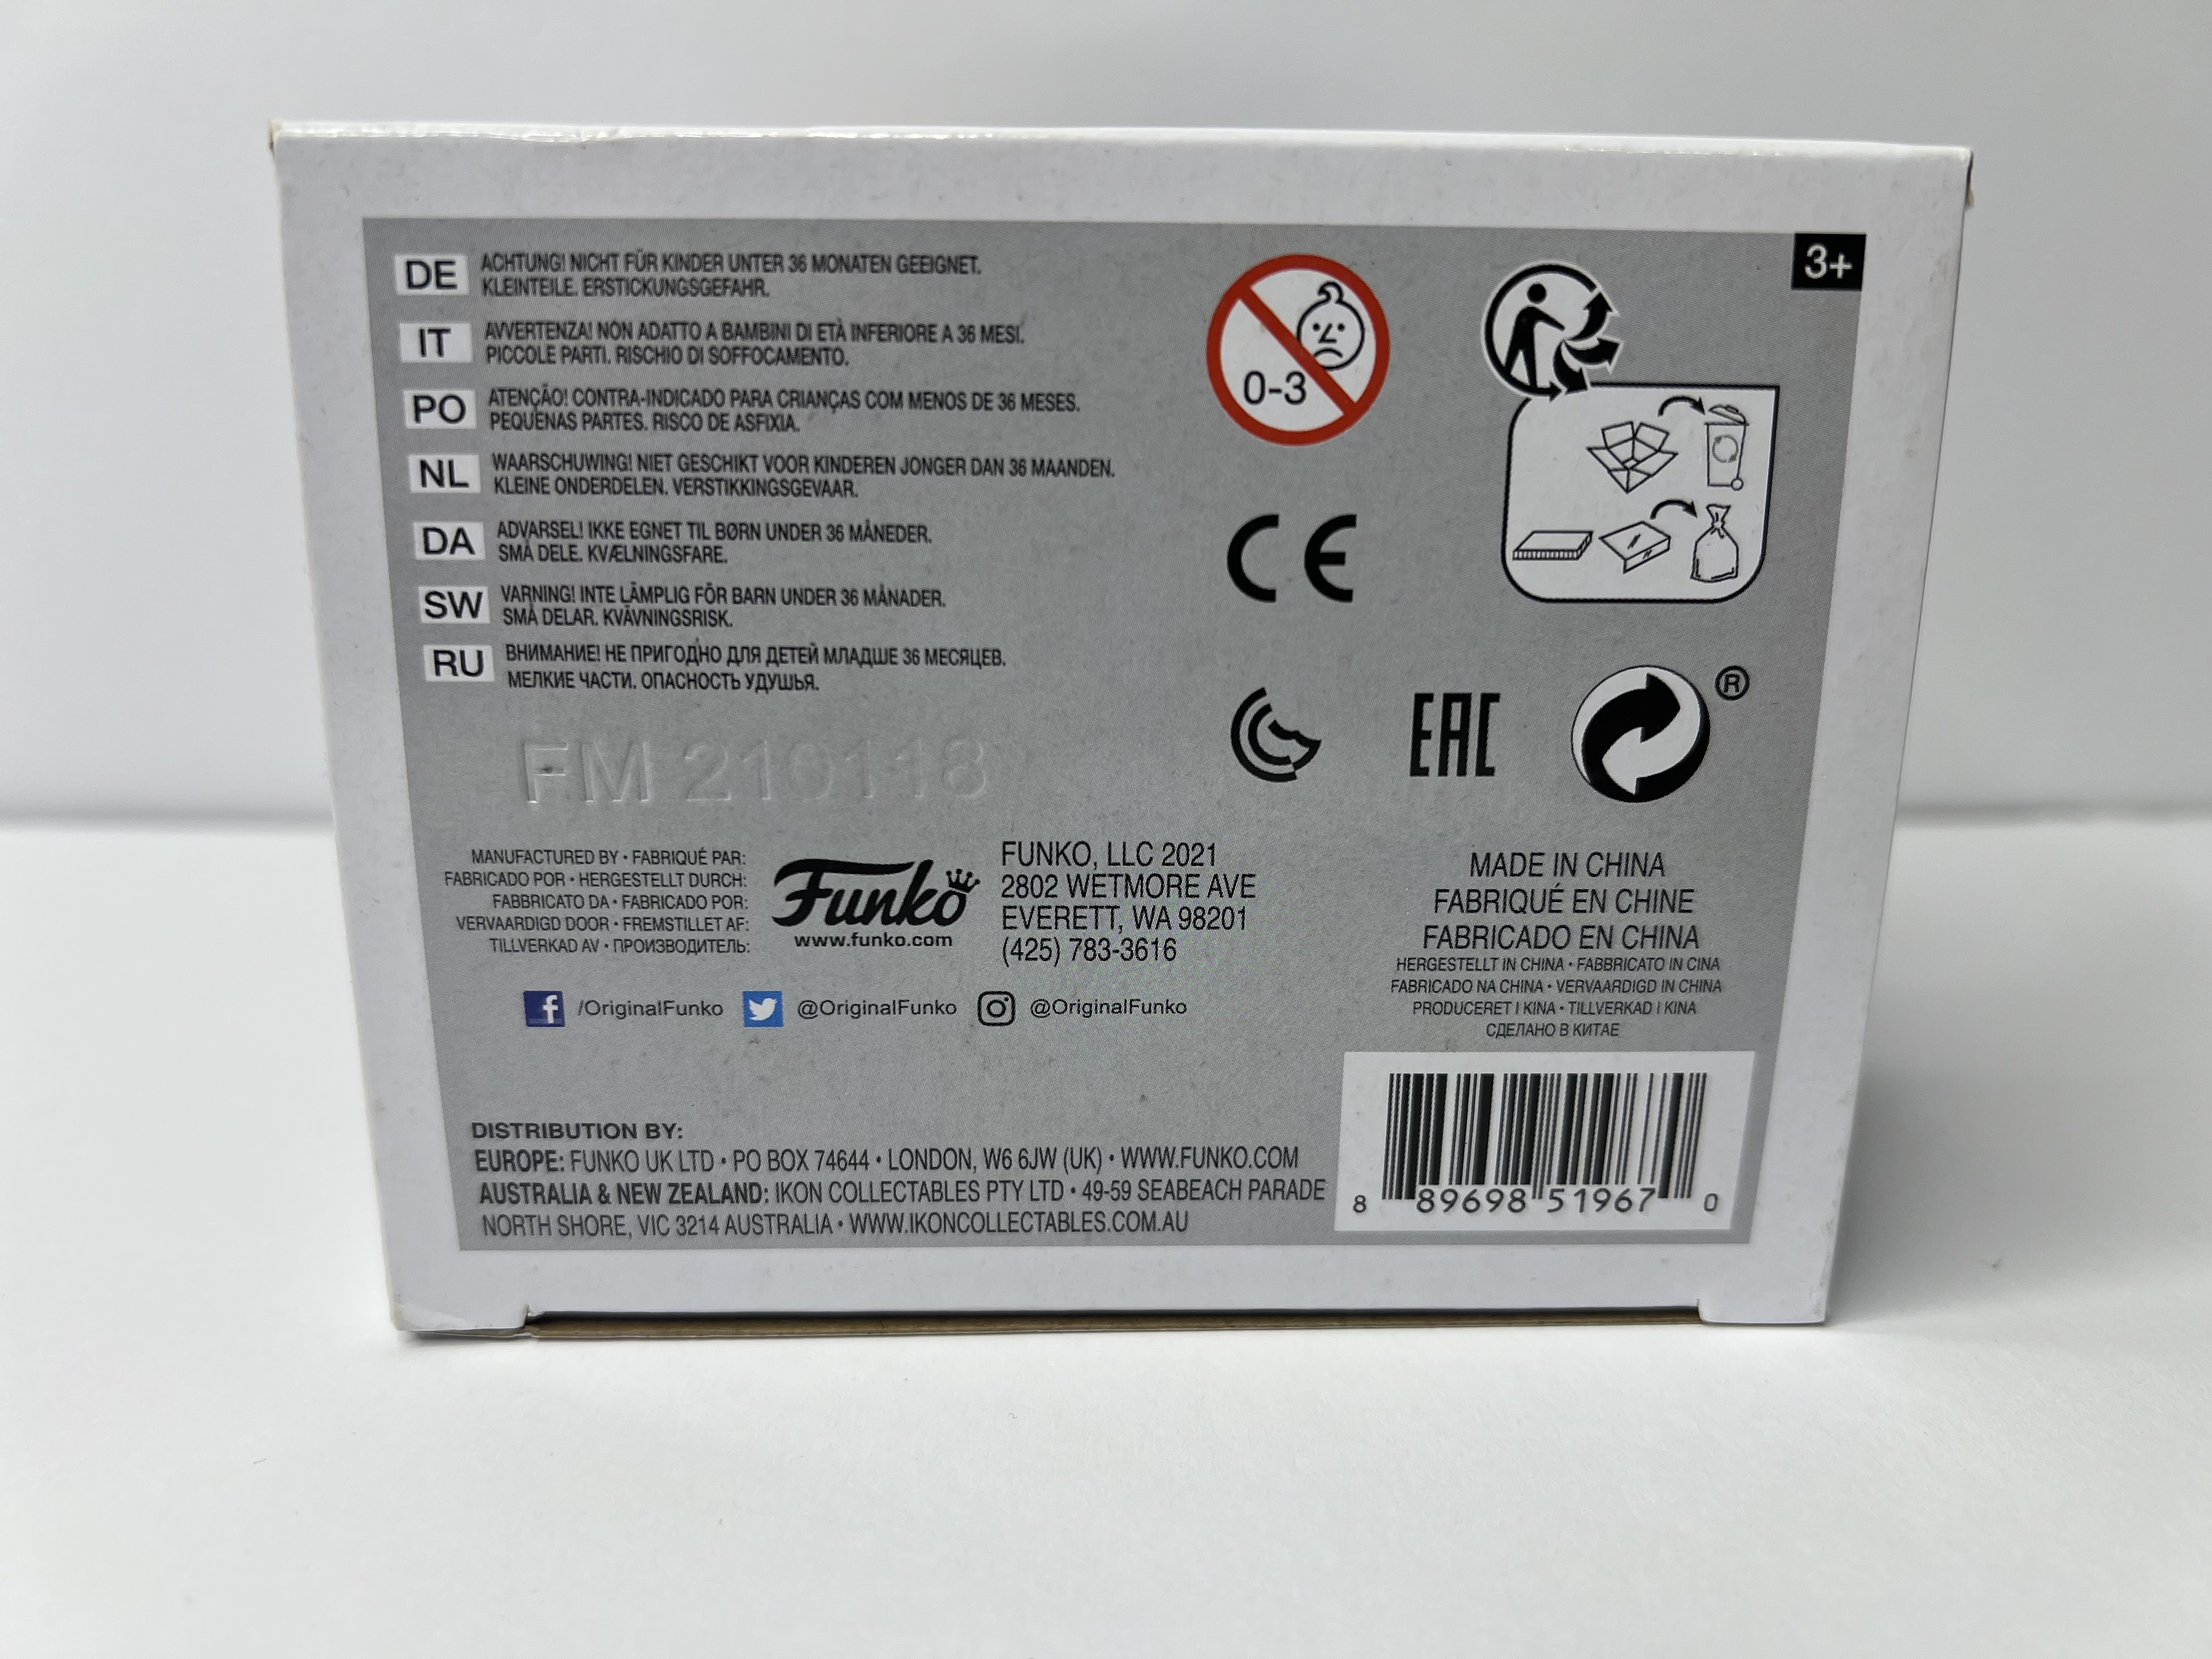 3+
DE
ACHTUNG! NICHT FÜR KINDER UNTER 36 MONATEN GEEIGNET.
KLEINTEILE. ERSTICKUNGSGEFAHR.
IT
AVVERTENZA! NON ADATTO A BAMBINI DI ETÀ INFERIORE A 36 MESI.
PICCOLE PARTI. RISCHIO DI SOFFOCAMENTO.
PO
ATENÇÃO! CONTRA-INDICADO PARA CRIANÇAS COM MENOS DE 36 MESES.
PEQUENAS PARTES. RISCO DE ASFIXIA.
NL
WAARSCHUWING! NIET GESCHIKT VOOR KINDEREN JONGER DAN 36 MAANDEN.
KLEINE ONDERDELEN. VERSTIKKINGSGEVAAR.
DA
ADVARSEL! IKKE EGNET TIL BØRN UNDER 36 MÅNEDER.
SMÅ DELE. KVÆLNINGSFARE.
SW
VARNING! INTE LÄMPLIG FÖR BARN UNDER 36 MÅNADER.
SMÅ DELAR. KVÄVNINGSRISK.
RU
ВНИМАНИЕ! НЕ ПРИГОДНО ДЛЯ ДЕТЕЙ МЛАДШЕ 36 МЕСЯЦЕВ.
МЕЛКИЕ ЧАСТИ. ОПАСНОСТЬ УДУШЬЯ.
0-3
CE
EAC
®
FM 210118
MANUFACTURED BY • FABRIQUÉ PAR:
FABRICADO POR • HERGESTELLT DURCH:
FABBRICATO DA • FABRICADO POR:
VERVAARDIGD DOOR • FREMSTILLET AF:
TILLVERKAD AV • ПРОИЗВОДИТЕЛЬ:
Funko
www.funko.com
FUNKO, LLC 2021
2802 WETMORE AVE
EVERETT, WA 98201
(425) 783-3616
MADE IN CHINA
FABRIQUÉ EN CHINE
FABRICADO EN CHINA
HERGESTELLT IN CHINA • FABBRICATO IN CINA
FABRICADO NA CHINA • VERVAARDIGD IN CHINA
PRODUCERET I KINA • TILLVERKAD I KINA
СДЕЛАНО В КИТАЕ
/OriginalFunko @OriginalFunko @OriginalFunko
DISTRIBUTION BY:
EUROPE: FUNKO UK LTD • PO BOX 74644 • LONDON, W6 6JW (UK) • WWW.FUNKO.COM
AUSTRALIA & NEW ZEALAND: IKON COLLECTABLES PTY LTD • 49-59 SEABEACH PARADE
NORTH SHORE, VIC 3214 AUSTRALIA • WWW.IKONCOLLECTABLES.COM.AU
8 89698 51967 0